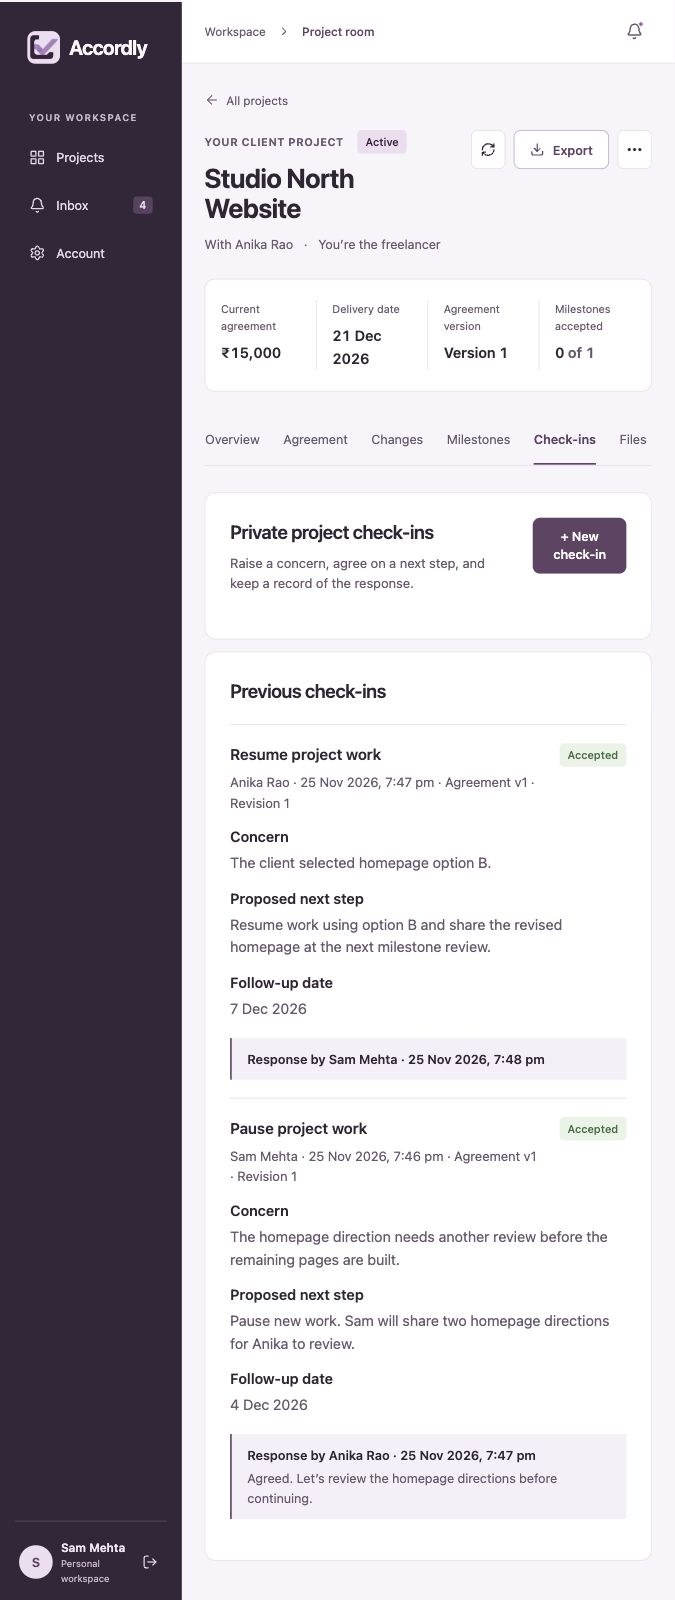 Accordly
YOUR WORKSPACE
Projects
Inbox
4
Account
S
Sam Mehta
Personal
workspace
Workspace
Project room
All projects
YOUR CLIENT PROJECT
Active
Export
Studio North
Website
With Anika Rao · You're the freelancer
Current
agreement
₹15,000
Delivery date
21 Dec
2026
Agreement
version
Version 1
Milestones
accepted
0 of 1
Overview
Agreement
Changes
Milestones
Check-ins
Files
Private project check-ins
+ New
check-in
Raise a concern, agree on a next step, and
keep a record of the response.
Previous check-ins
Resume project work
Accepted
Anika Rao · 25 Nov 2026, 7:47 pm · Agreement v1 ·
Revision 1
Concern
The client selected homepage option B.
Proposed next step
Resume work using option B and share the revised
homepage at the next milestone review.
Follow-up date
7 Dec 2026
Response by Sam Mehta · 25 Nov 2026, 7:48 pm
Pause project work
Accepted
Sam Mehta · 25 Nov 2026, 7:46 pm · Agreement v1
· Revision 1
Concern
The homepage direction needs another review before the
remaining pages are built.
Proposed next step
Pause new work. Sam will share two homepage directions
for Anika to review.
Follow-up date
4 Dec 2026
Response by Anika Rao · 25 Nov 2026, 7:47 pm
Agreed. Let's review the homepage directions before
continuing.